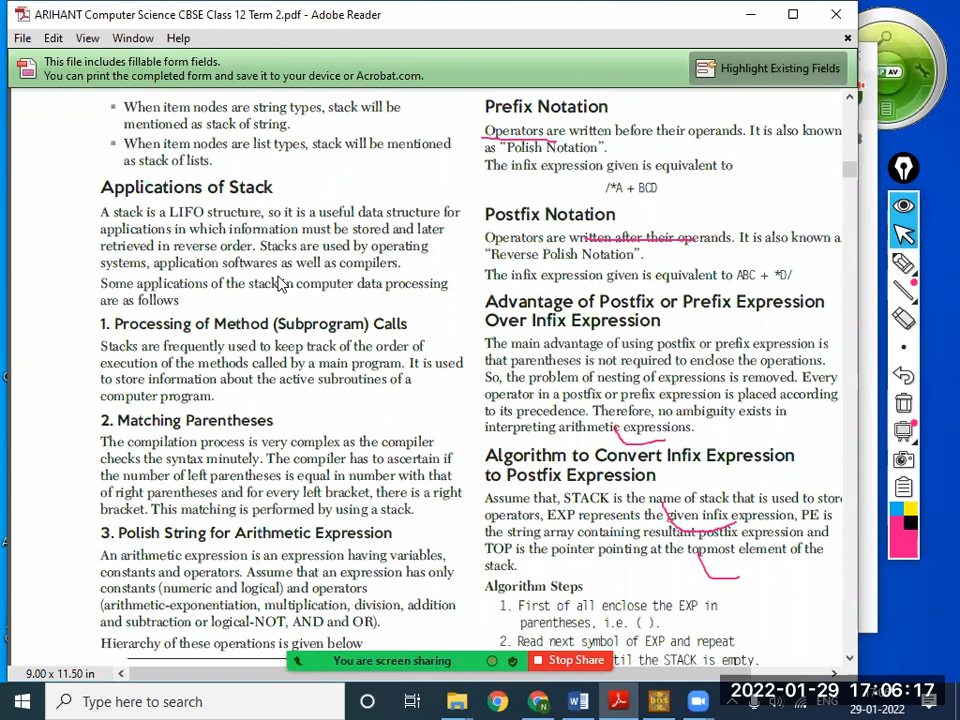 ARIHANT Computer Science CBSE Class 12 Term 2.pdf - Adobe Reader
File Edit View Window Help
This file includes fillable form fields.
You can print the completed form and save it to your device or Acrobat.com.
Highlight Existing Fields
When item nodes are string types, stack will be
mentioned as stack of string.
When item nodes are list types, stack will be mentioned
as stack of lists.
Applications of Stack
A stack is a LIFO structure, so it is a useful data structure for
applications in which information must be stored and later
retrieved in reverse order. Stacks are used by operating
systems, application softwares as well as compilers.
Some applications of the stack in computer data processing
are as follows
1. Processing of Method (Subprogram) Calls
Stacks are frequently used to keep track of the order of
execution of the methods called by a main program. It is used
to store information about the active subroutines of a
computer program.
2. Matching Parentheses
The compilation process is very complex as the compiler
checks the syntax minutely. The compiler has to ascertain if
the number of left parentheses is equal in number with that
of right parentheses and for every left bracket, there is a right
bracket. This matching is performed by using a stack.
3. Polish String for Arithmetic Expression
An arithmetic expression is an expression having variables,
constants and operators. Assume that an expression has only
constants (numeric and logical) and operators
(arithmetic-exponentiation, multiplication, division, addition
and subtraction or logical-NOT, AND and OR).
Hierarchy of these operations is given below
Prefix Notation
Operators are written before their operands. It is also known
as “Polish Notation”.
The infix expression given is equivalent to
/*A + BCD
Postfix Notation
Operators are written after their operands. It is also known a
“Reverse Polish Notation”.
The infix expression given is equivalent to ABC + *D/
Advantage of Postfix or Prefix Expression
Over Infix Expression
The main advantage of using postfix or prefix expression is
that parentheses is not required to enclose the operations.
So, the problem of nesting of expressions is removed. Every
operator in a postfix or prefix expression is placed according
to its precedence. Therefore, no ambiguity exists in
interpreting arithmetic expressions.
Algorithm to Convert Infix Expression
to Postfix Expression
Assume that, STACK is the name of stack that is used to store
operators, EXP represents the given infix expression, PE is
the string array containing resultant postfix expression and
TOP is the pointer pointing at the topmost element of the
stack.
Algorithm Steps
1. First of all enclose the EXP in
parentheses, i.e. ( ).
2. Read next symbol of EXP and repeat
until the STACK is empty.
You are screen sharing
Stop Share
9.00 x 11.50 in
Type here to search
2022-01-29 17:06:17
ENG
29-01-2022